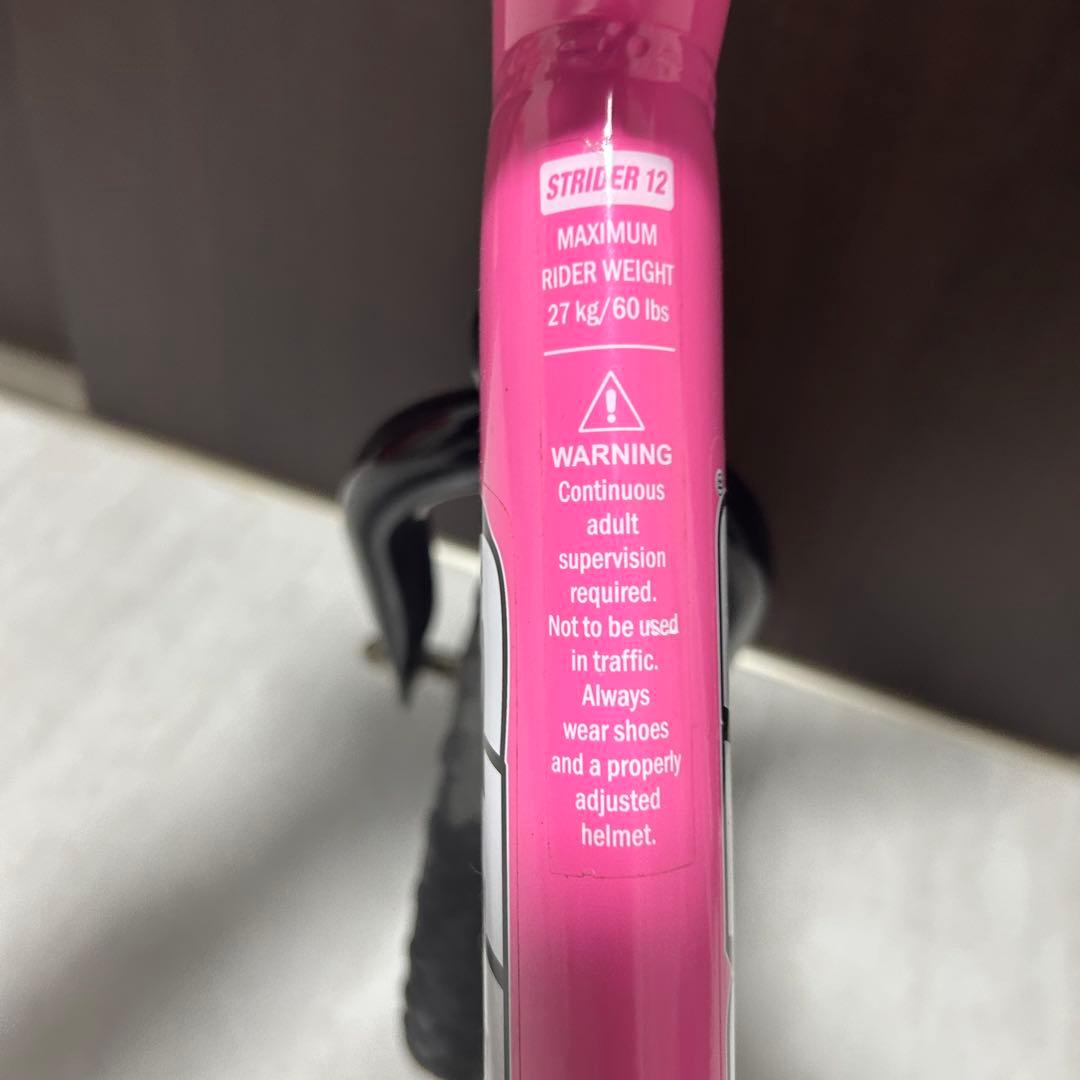 STRIDER 12
MAXIMUM
RIDER WEIGHT
27 kg/60 lbs
WARNING
Continuous
adult
supervision
required.
Not to be used
in traffic.
Always
wear shoes
and a properly
adjusted
helmet.